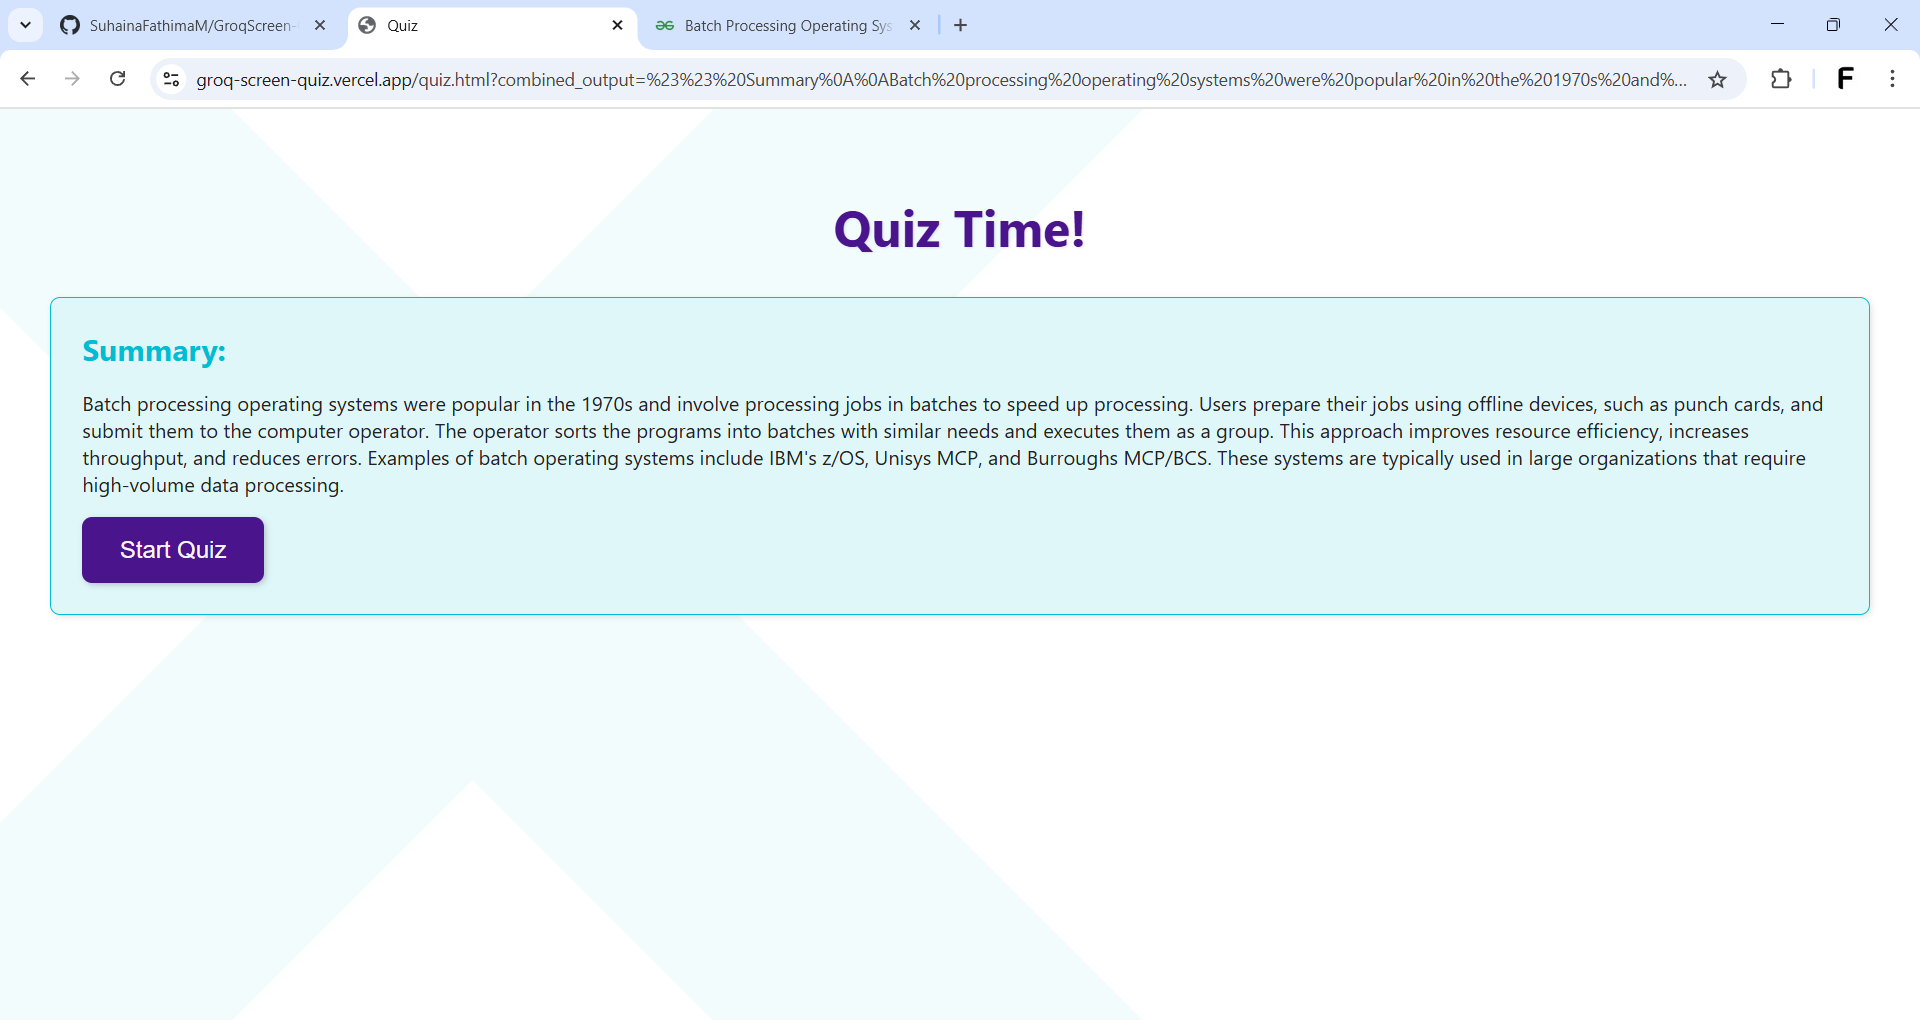 SuhainaFathimaM/GroqScreen-
Quiz
Batch Processing Operating Sys
groq-screen-quiz.vercel.app/quiz.html?combined_output=%23%23%20Summary%0A%0ABatch%20processing%20operating%20systems%20were%20popular%20in%20the%201970s%20and%...
F
Quiz Time!
Summary:
Batch processing operating systems were popular in the 1970s and involve processing jobs in batches to speed up processing. Users prepare their jobs using offline devices, such as punch cards, and
submit them to the computer operator. The operator sorts the programs into batches with similar needs and executes them as a group. This approach improves resource efficiency, increases
throughput, and reduces errors. Examples of batch operating systems include IBM's z/OS, Unisys MCP, and Burroughs MCP/BCS. These systems are typically used in large organizations that require
high-volume data processing.
Start Quiz